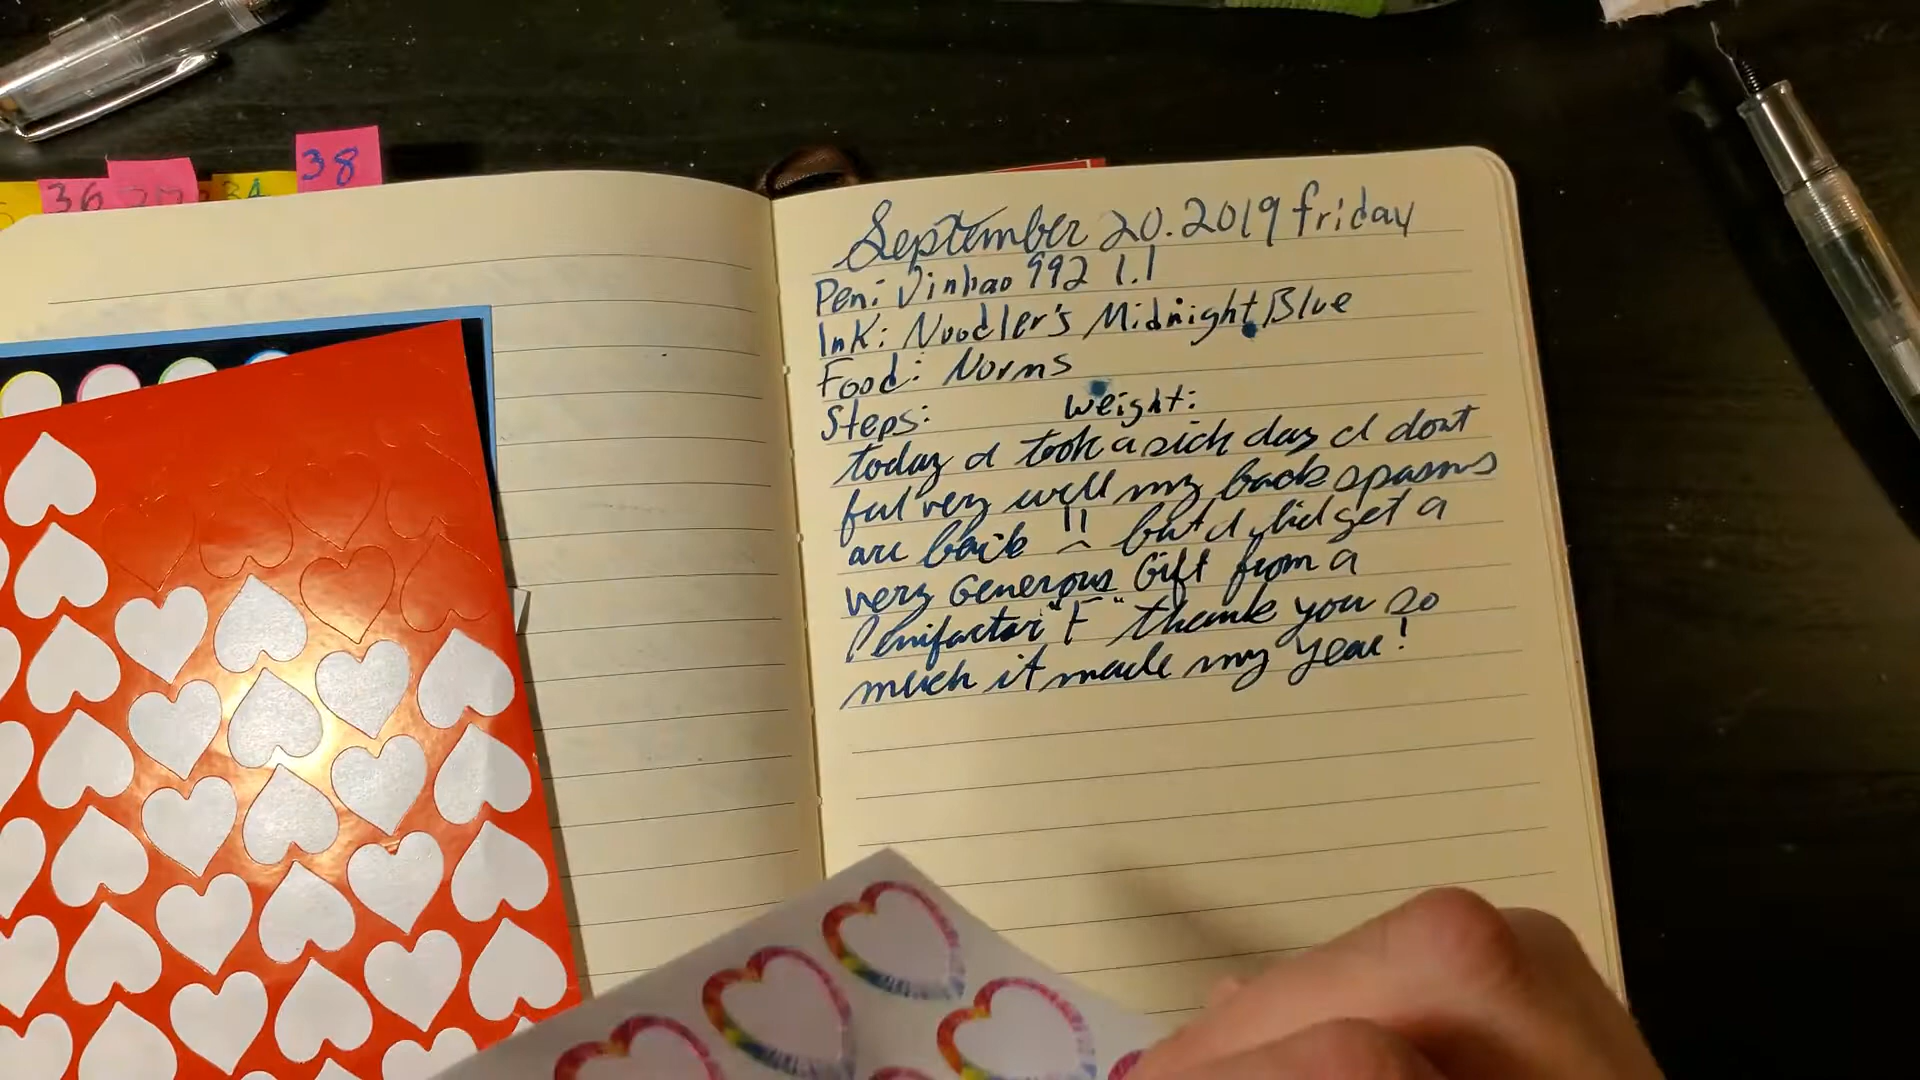 38
36
34
September 20.2019 friday
Pen: Jinhao 992 1.1
Ink: Noodler's Midnight Blue
Food: Norms
Steps: Weight:
today I took a sick day I dont
feel very well my back spasms
are back !! but I did get a
very Generous Gift from a
Penifactor "F" thank you so
much it made my year!